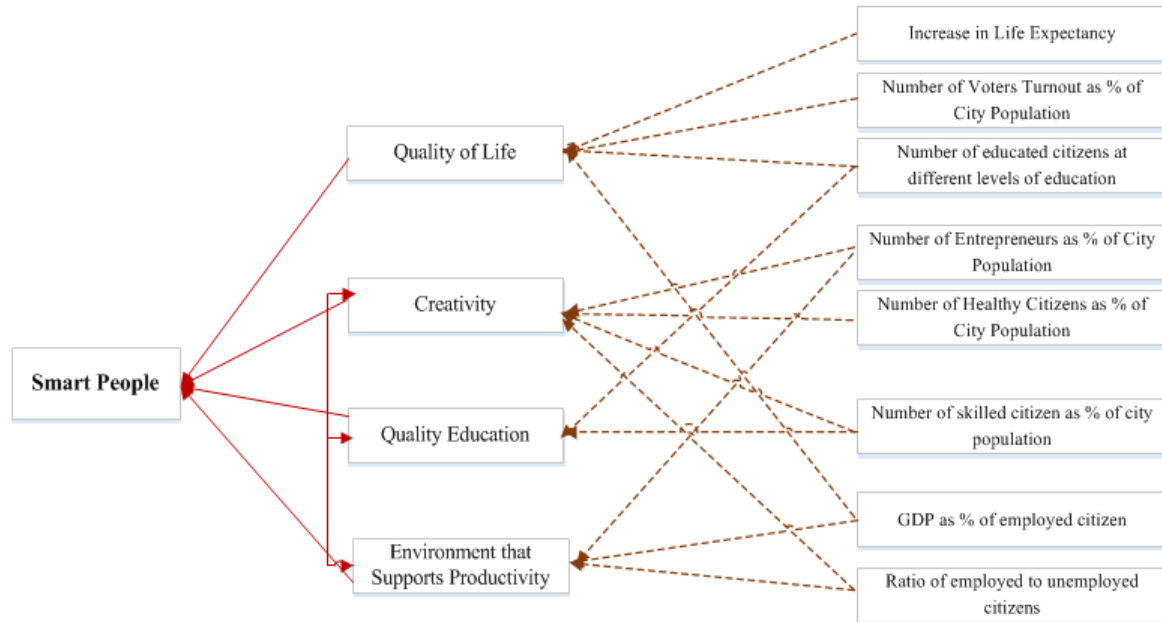 Increase in Life Expectancy
Number of Voters Turnout as % of
City Population
Quality of Life
Number of educated citizens at
different levels of education
Number of Entrepreneurs as % of City
Population
Creativity
Number of Healthy Citizens as % of
City Population
Smart People
Quality Education
Number of skilled citizen as % of city
population
GDP as % of employed citizen
Environment that
Supports Productivity
Ratio of employed to unemployed
citizens